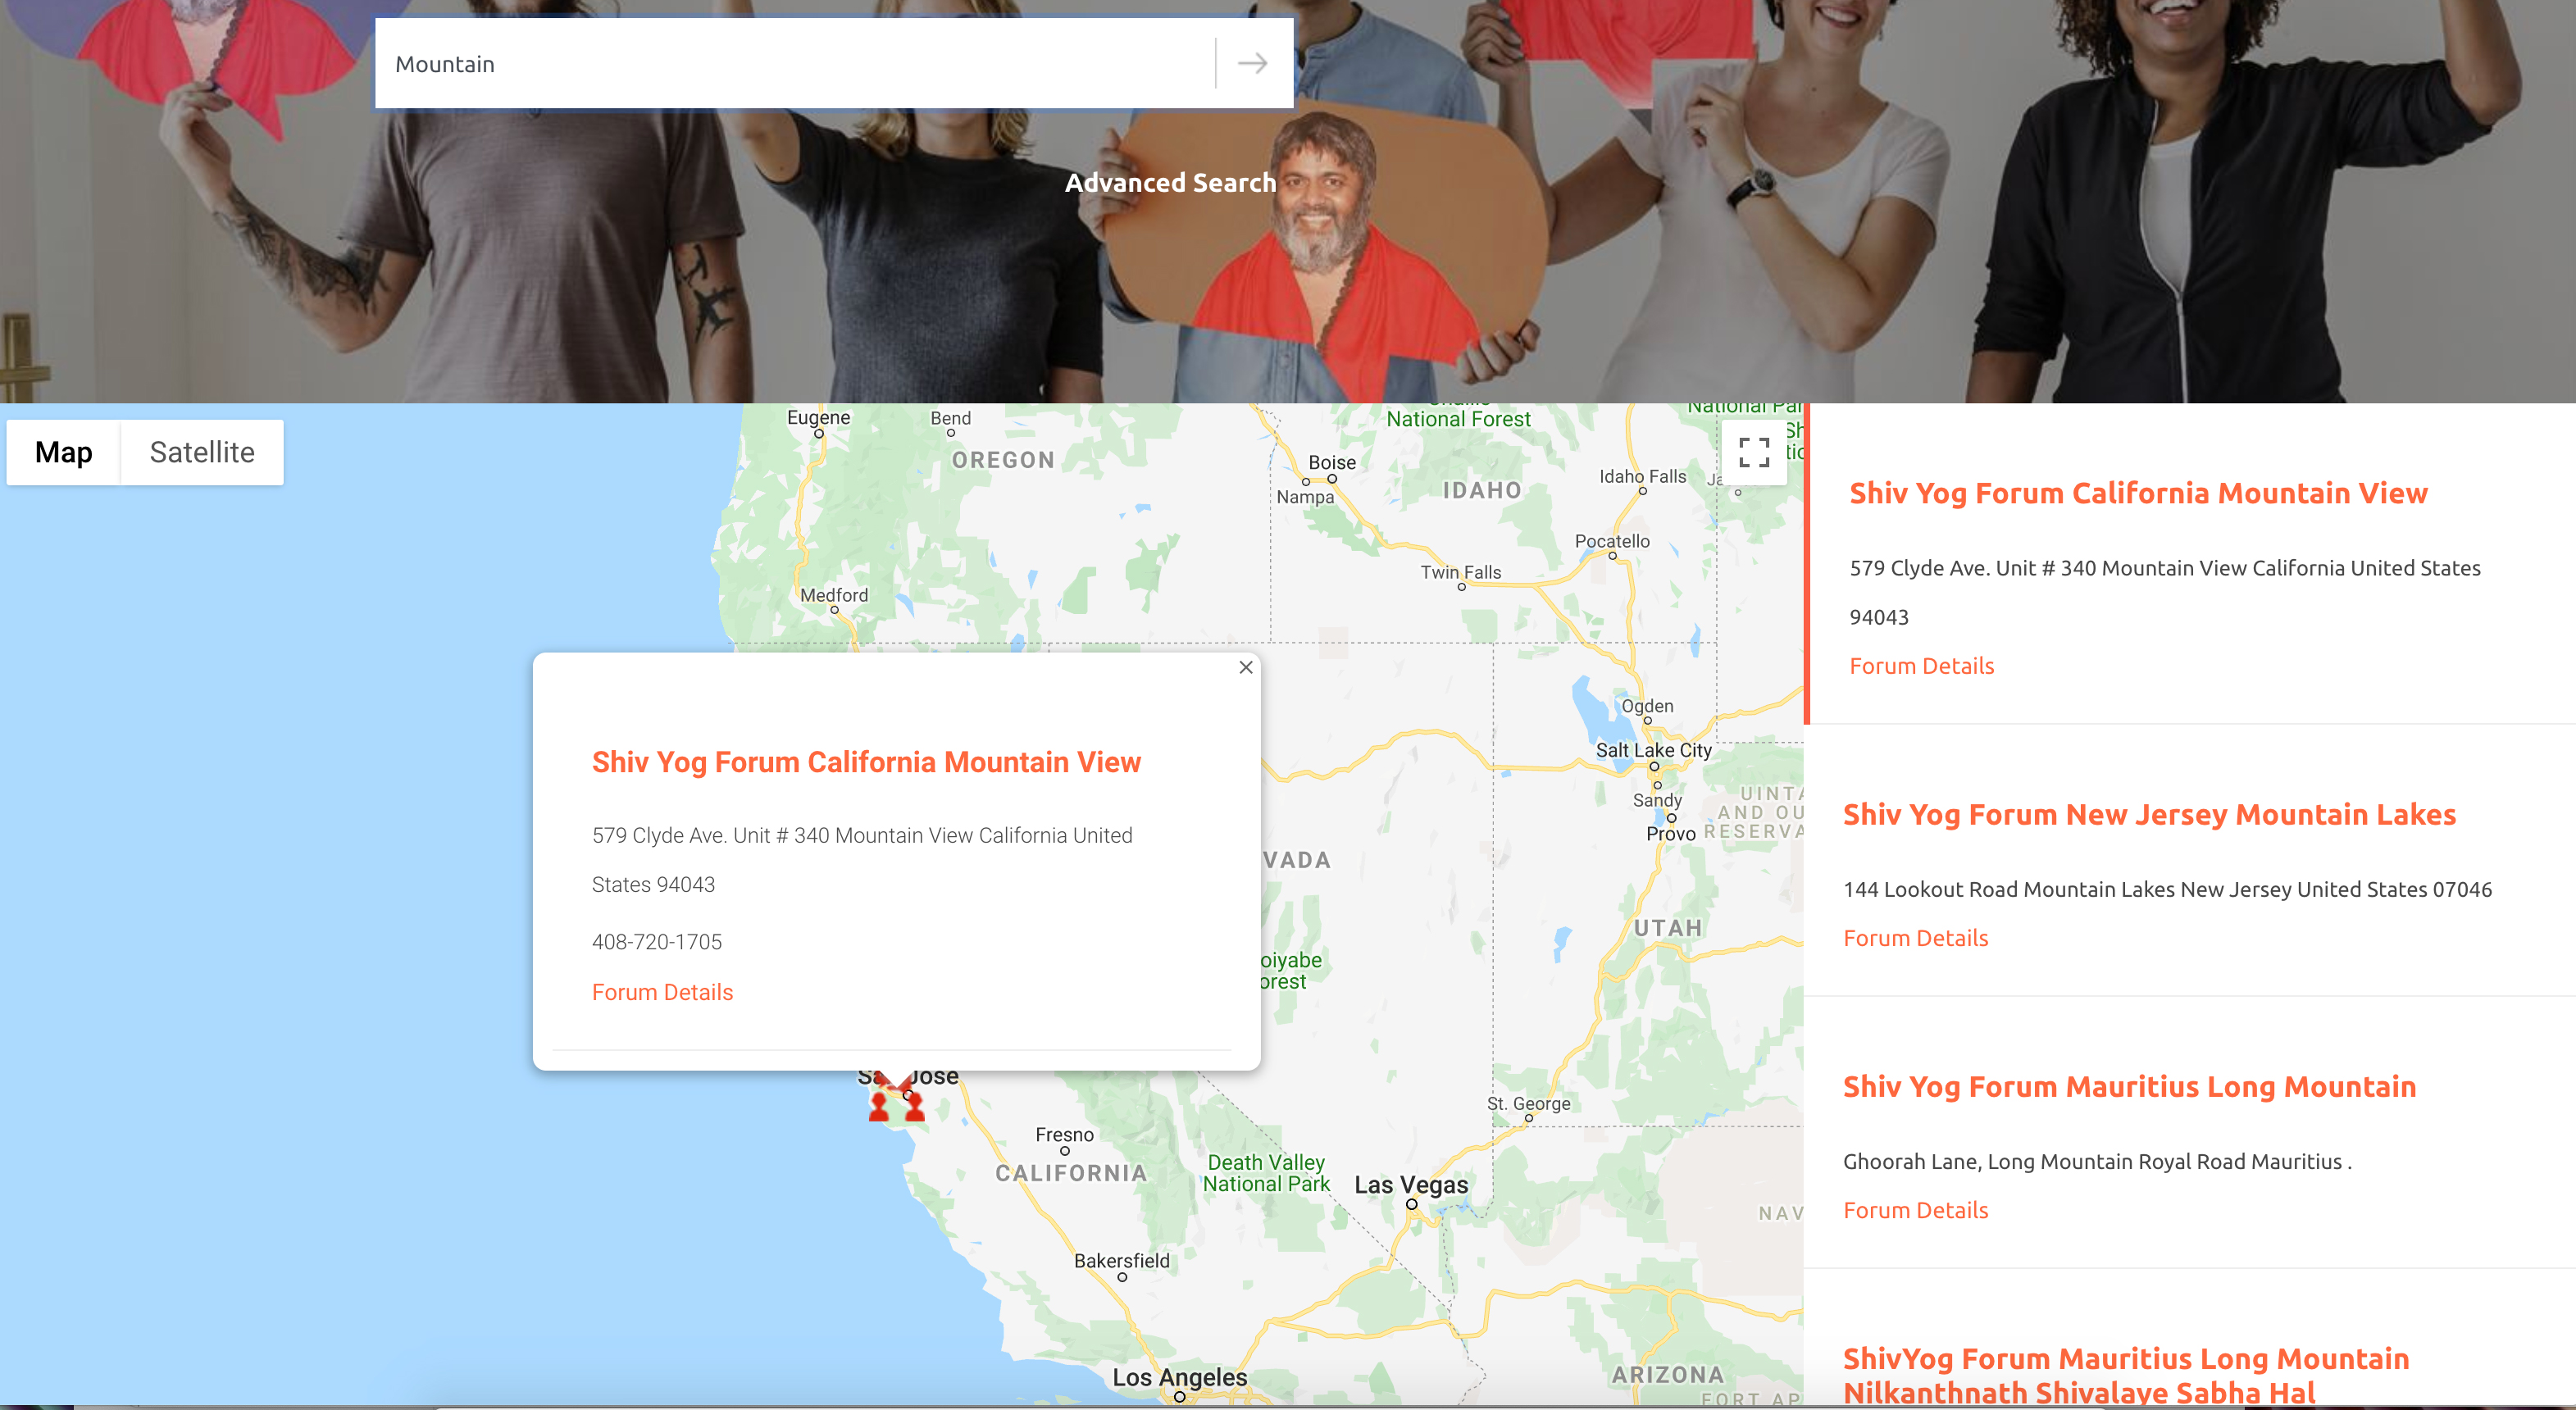 Mountain
Advanced Search
Map
Satellite
Eugene
Bend
OREGON
National Forest
Boise
Nampa
IDAHO
Idaho Falls
National Par
Pocatello
Twin Falls
Medford
Ogden
Salt Lake City
Sandy
Provo
UINTA
AND OU
RESERVA
VADA
UTAH
oiyabe
orest
Shiv Yog Forum California Mountain View
579 Clyde Ave. Unit # 340 Mountain View California United
States 94043
408-720-1705
Forum Details
Fresno
CALIFORNIA
Death Valley
National Park
Las Vegas
St. George
NAV
Bakersfield
Los Angeles
ARIZONA
FORT AP
Shiv Yog Forum California Mountain View
579 Clyde Ave. Unit # 340 Mountain View California United States
94043
Forum Details
Shiv Yog Forum New Jersey Mountain Lakes
144 Lookout Road Mountain Lakes New Jersey United States 07046
Forum Details
Shiv Yog Forum Mauritius Long Mountain
Ghoorah Lane, Long Mountain Royal Road Mauritius .
Forum Details
ShivYog Forum Mauritius Long Mountain
Nilkanthnath Shivalaye Sabha Hal